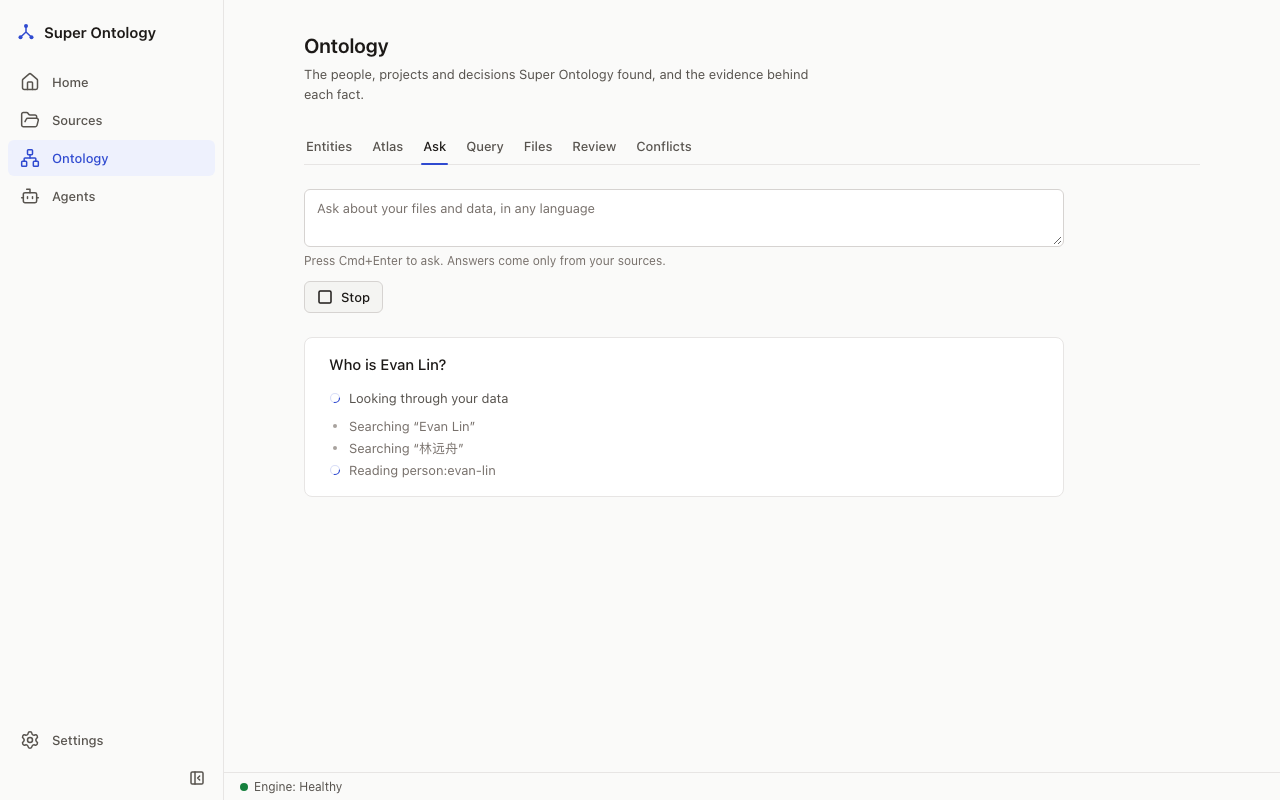 Super Ontology
Home
Sources
Ontology
Agents
Settings
Ontology
The people, projects and decisions Super Ontology found, and the evidence behind
each fact.
Entities Atlas Ask Query Files Review Conflicts
Ask about your files and data, in any language
Press Cmd+Enter to ask. Answers come only from your sources.
Stop
Who is Evan Lin?
Looking through your data
Searching “Evan Lin”
Searching “林远舟”
Reading person:evan-lin
Engine: Healthy